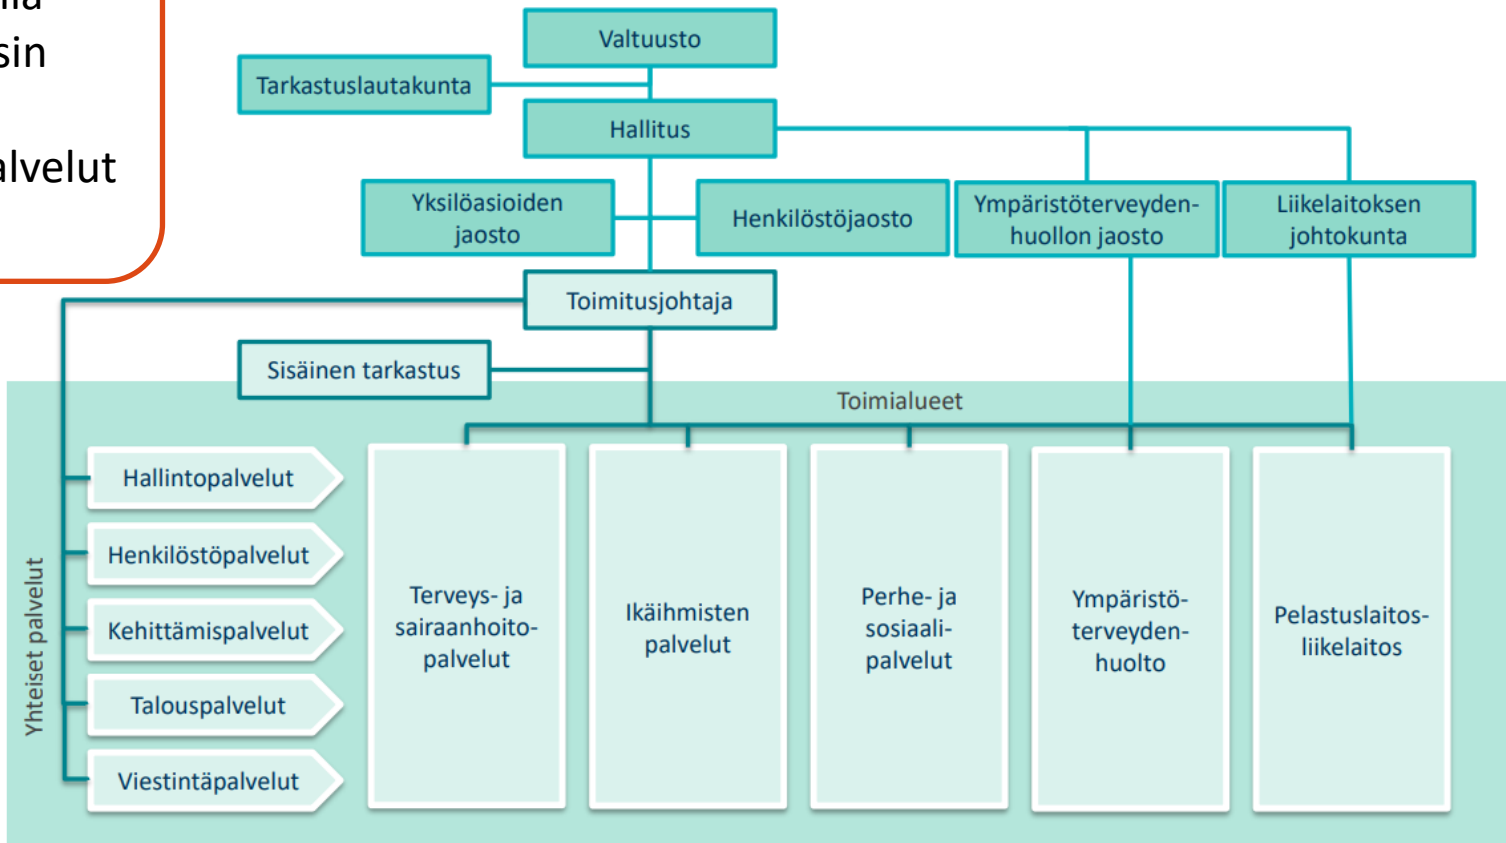 sin
alvelut
Valtuusto
Tarkastuslautakunta
Hallitus
Yksilöasioiden
jaosto
Henkilöstöjaosto
Ympäristöterveyden-
huollon jaosto
Liikelaitoksen
johtokunta
Toimitusjohtaja
Sisäinen tarkastus
Toimialueet
Yhteiset palvelut
Hallintopalvelut
Henkilöstöpalvelut
Kehittämispalvelut
Talouspalvelut
Viestintäpalvelut
Terveys- ja
sairaanhoito-
palvelut
Ikäihmisten
palvelut
Perhe- ja
sosiaali-
palvelut
Ympäristö-
terveyden-
huolto
Pelastuslaitos-
liikelaitos